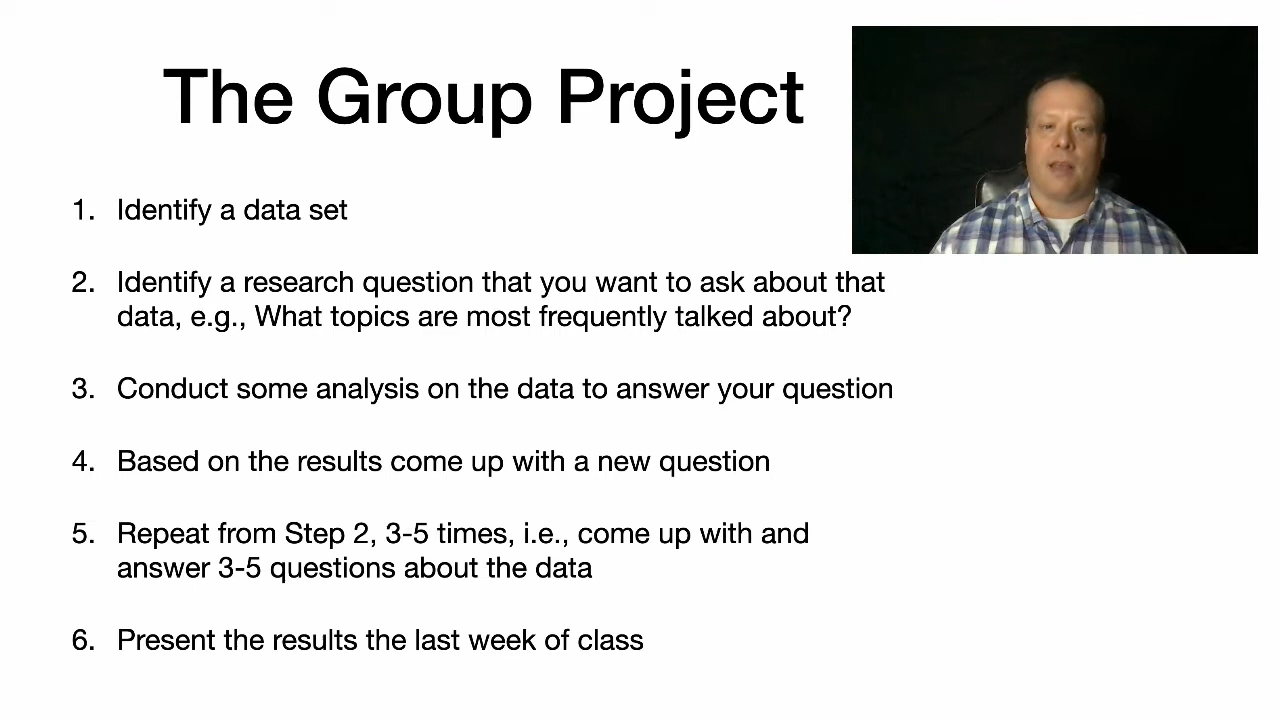 The Group Project
1. Identify a data set
2. Identify a research question that you want to ask about that
data, e.g., What topics are most frequently talked about?
3. Conduct some analysis on the data to answer your question
4. Based on the results come up with a new question
5. Repeat from Step 2, 3-5 times, i.e., come up with and
answer 3-5 questions about the data
6. Present the results the last week of class